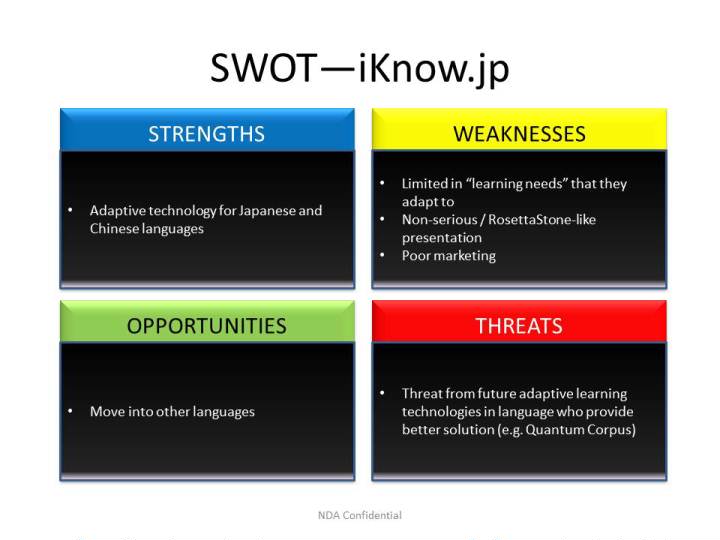 SWOT—iKnow.jp
STRENGTHS
• Adaptive technology for Japanese and
Chinese languages
WEAKNESSES
• Limited in “learning needs” that they
adapt to
• Non-serious / RosettaStone-like
presentation
• Poor marketing
OPPORTUNITIES
• Move into other languages
THREATS
• Threat from future adaptive learning
technologies in language who provide
better solution (e.g. Quantum Corpus)
NDA Confidential